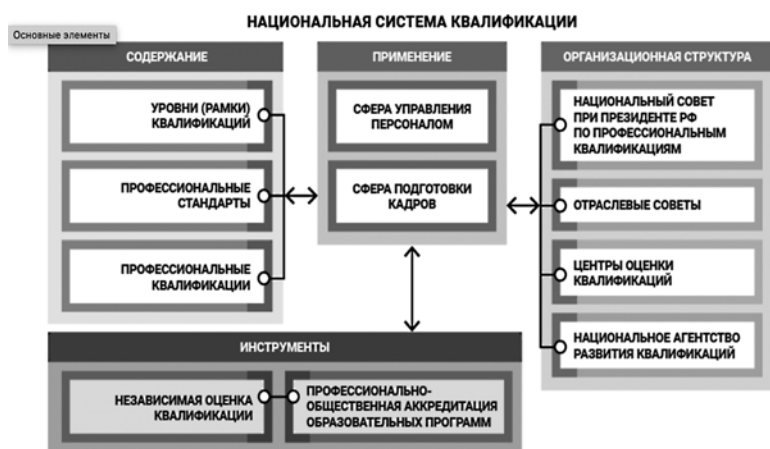 НАЦИОНАЛЬНАЯ СИСТЕМА КВАЛИФИКАЦИИ
Основные элементы
СОДЕРЖАНИЕ
УРОВНИ (РАМКИ)
КВАЛИФИКАЦИЙ
ПРОФЕССИОНАЛЬНЫЕ
СТАНДАРТЫ
ПРОФЕССИОНАЛЬНЫЕ
КВАЛИФИКАЦИИ
ПРИМЕНЕНИЕ
СФЕРА УПРАВЛЕНИЯ
ПЕРСОНАЛОМ
СФЕРА ПОДГОТОВКИ
КАДРОВ
ОРГАНИЗАЦИОННАЯ СТРУКТУРА
НАЦИОНАЛЬНЫЙ СОВЕТ
ПРИ ПРЕЗИДЕНТЕ РФ
ПО ПРОФЕССИОНАЛЬНЫМ
КВАЛИФИКАЦИЯМ
ОТРАСЛЕВЫЕ СОВЕТЫ
ЦЕНТРЫ ОЦЕНКИ
КВАЛИФИКАЦИЙ
НАЦИОНАЛЬНОЕ АГЕНТСТВО
РАЗВИТИЯ КВАЛИФИКАЦИЙ
ИНСТРУМЕНТЫ
НЕЗАВИСИМАЯ ОЦЕНКА
КВАЛИФИКАЦИИ
ПРОФЕССИОНАЛЬНО-
ОБЩЕСТВЕННАЯ АККРЕДИТАЦИЯ
ОБРАЗОВАТЕЛЬНЫХ ПРОГРАММ